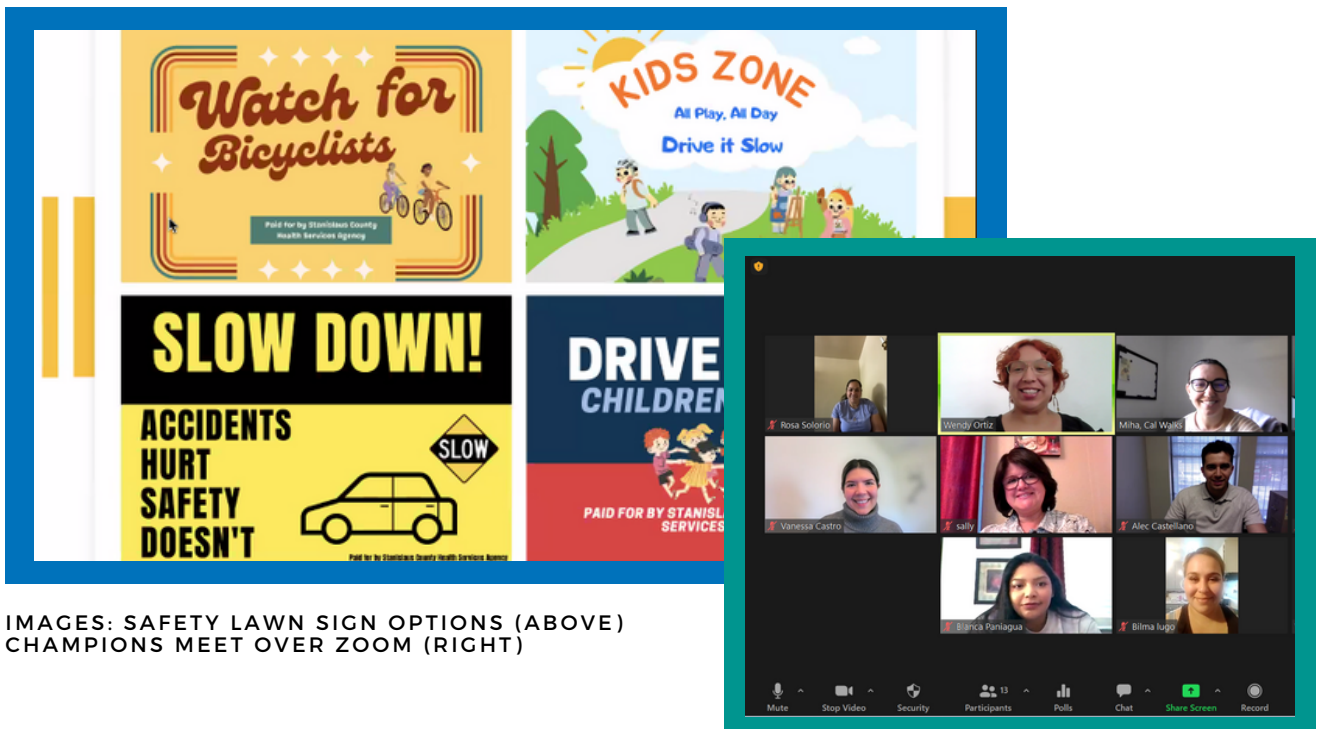 Watch for
Bicyclists
Paid for by Stanislaus County
Health Services Agency
KIDS ZONE
All Play, All Day
Drive it Slow
SLOW DOWN!
ACCIDENTS
HURT
SAFETY
DOESN'T
SLOW
Paid for by Stanislaus County Health Services Agency
DRIVE
CHILDREN
PAID FOR BY STANISL
SERVICES
Rosa Solorio
Wendy Ortiz
Miha, Cal Walks
Vanessa Castro
sally
Alec Castellano
Bianca Paniagua
Bilma lugo
13
Mute
Stop Video
Security
Participants
Polls
Chat
Share Screen
Record
IMAGES: SAFETY LAWN SIGN OPTIONS (ABOVE)
CHAMPIONS MEET OVER ZOOM (RIGHT)